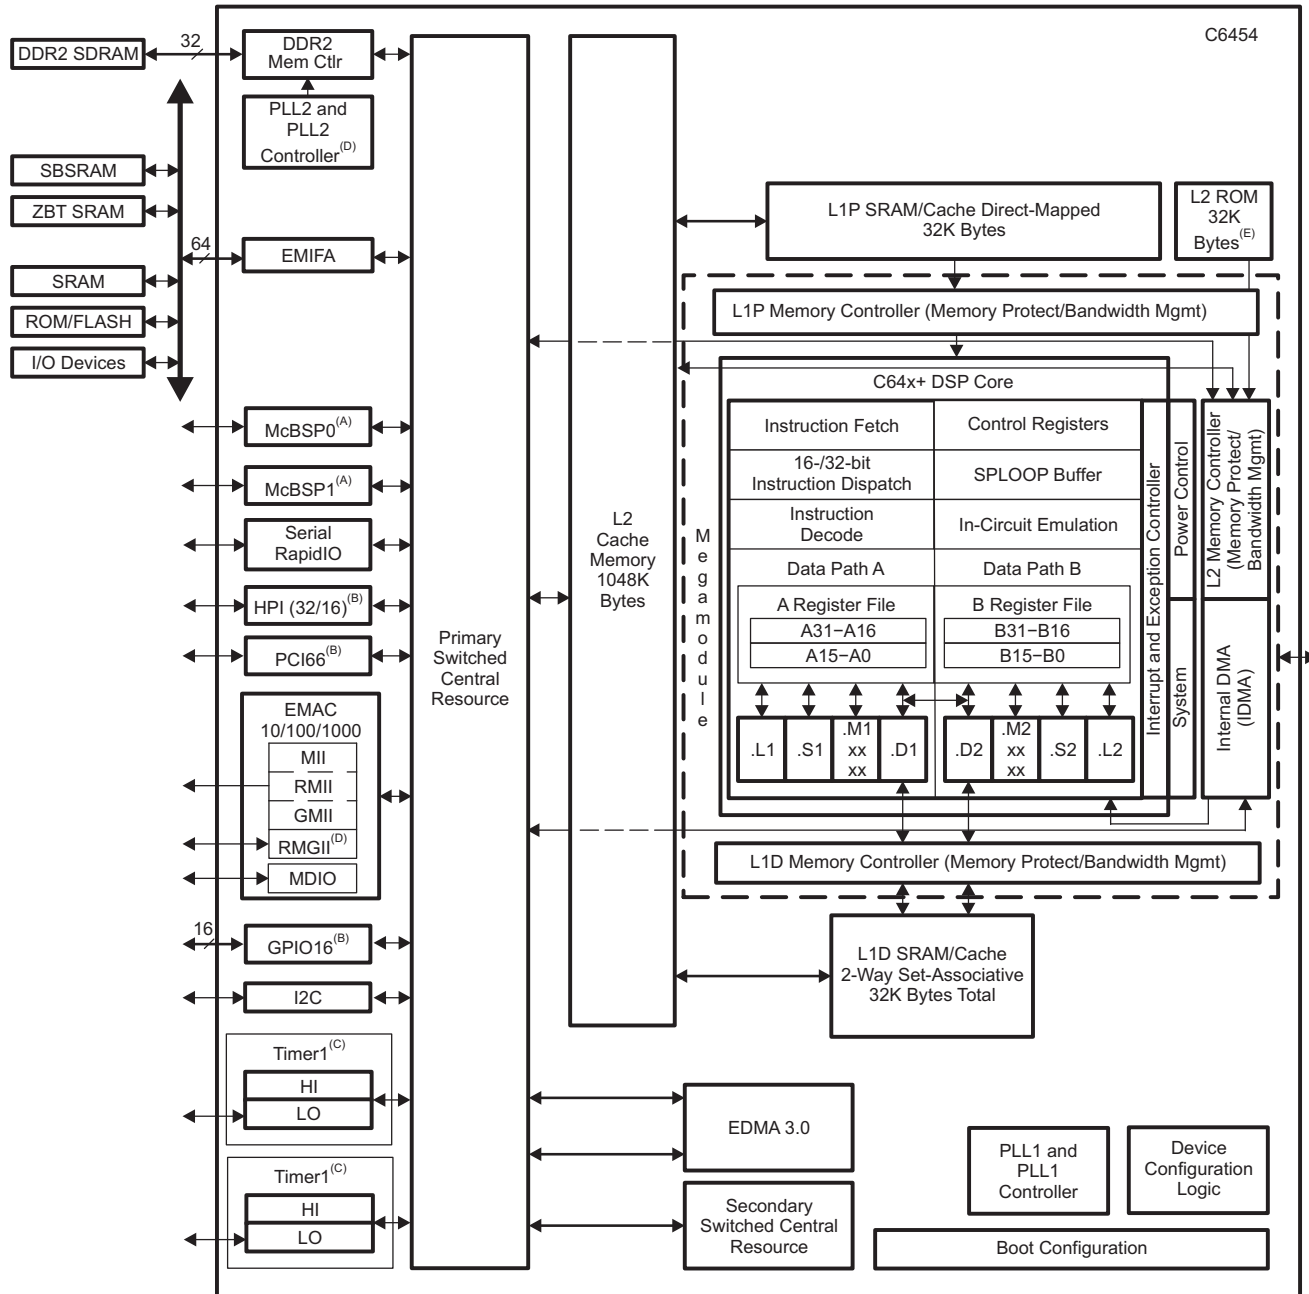 C6454
DDR2 SDRAM
32
DDR2
Mem Ctlr
PLL2 and
PLL2
Controller(D)
SBSRAM
ZBT SRAM
64
EMIFA
SRAM
ROM/FLASH
I/O Devices
McBSP0(A)
McBSP1(A)
Serial
RapidIO
HPI (32/16)(B)
PCI66(B)
EMAC
10/100/1000
MII
RMII
GMII
RMGII(D)
MDIO
16
GPIO16(B)
I2C
Timer1(C)
HI
LO
Timer1(C)
HI
LO
Primary
Switched
Central
Resource
L2
Cache
Memory
1048K
Bytes
L1P SRAM/Cache Direct-Mapped
32K Bytes
L2 ROM
32K
Bytes(E)
L1P Memory Controller (Memory Protect/Bandwidth Mgmt)
Megamodule
C64x+ DSP Core
Instruction Fetch
Control Registers
16-/32-bit
Instruction Dispatch
SPLOOP Buffer
Instruction
Decode
In-Circuit Emulation
Data Path A
Data Path B
A Register File
B Register File
A31−A16
A15−A0
B31−B16
B15−B0
.L1
.S1
.M1
xx
xx
.D1
.D2
.M2
xx
xx
.S2
.L2
Interrupt and Exception Controller
Power Control
System
L2 Memory Controller
(Memory Protect/
Bandwidth Mgmt)
Internal DMA
(IDMA)
L1D Memory Controller (Memory Protect/Bandwidth Mgmt)
L1D SRAM/Cache
2-Way Set-Associative
32K Bytes Total
EDMA 3.0
Secondary
Switched Central
Resource
PLL1 and
PLL1
Controller
Device
Configuration
Logic
Boot Configuration